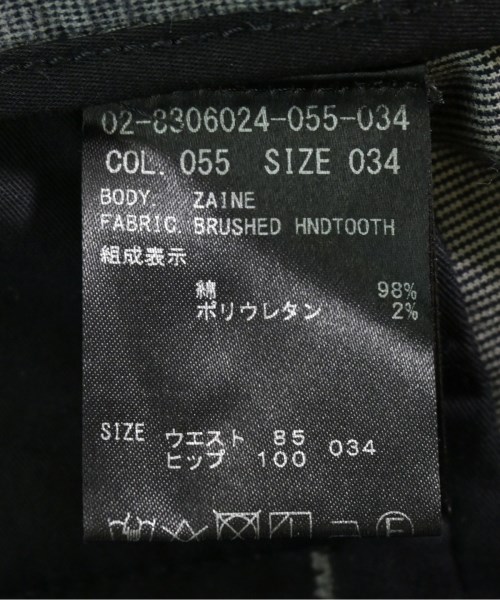 02-8306024-055-034
COL. 055 SIZE 034
BODY. ZAINE
FABRIC BRUSHED HNDTOOTH
組成表示
綿 98%
ポリウレタン 2%
SIZE ウエスト 85 034
ヒップ 100
F